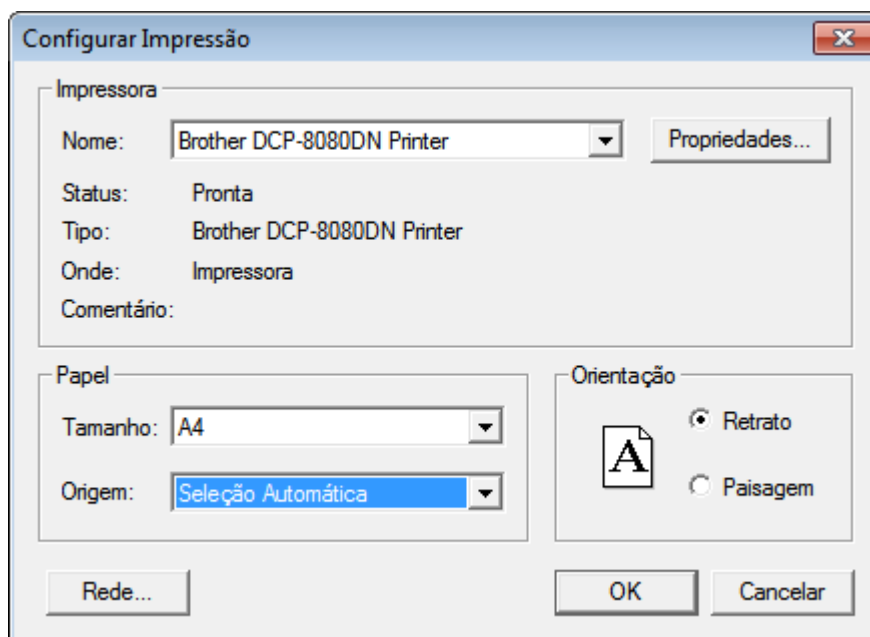 Configurar Impressão
Impressora
Nome: Brother DCP-8080DN Printer Propriedades...
Status: Pronta
Tipo: Brother DCP-8080DN Printer
Onde: Impressora
Comentário:
Papel
Tamanho: A4
Origem: Seleção Automática
Orientação
A
Retrato
Paisagem
Rede... OK Cancelar